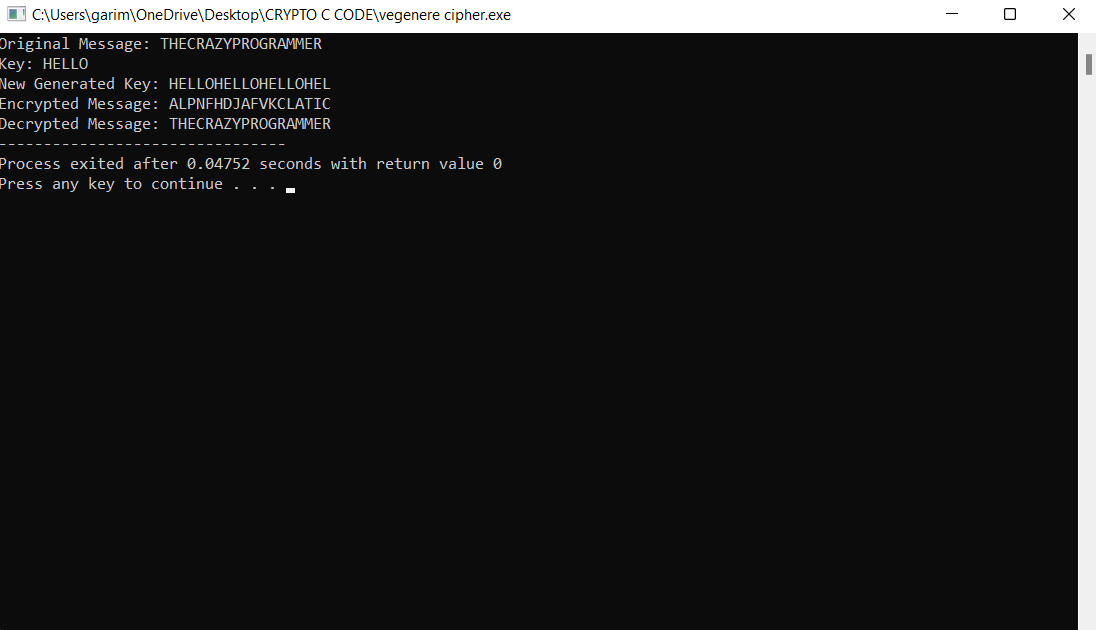 C:\Users\garim\OneDrive\Desktop\CRYPTO C CODE\vegenere cipher.exe
Original Message: THECRAZYPROGRAMMER
Key: HELLO
New Generated Key: HELLOHELLOHELLOHEL
Encrypted Message: ALPNFHDJAFVKCLATIC
Decrypted Message: THECRAZYPROGRAMMER
--------------------------------
Process exited after 0.04752 seconds with return value 0
Press any key to continue . . .